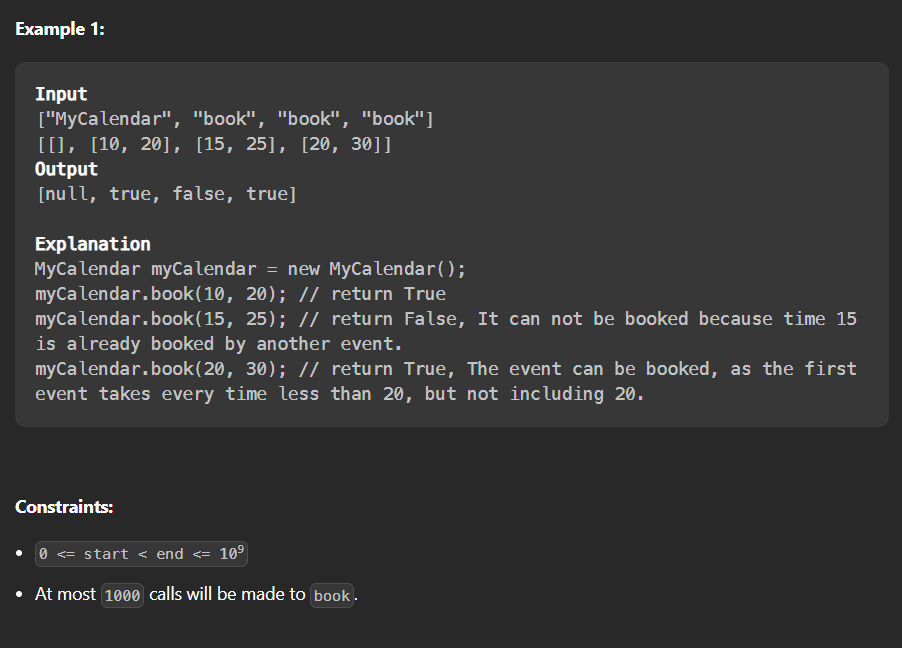 Example 1:
Input
["MyCalendar", "book", "book", "book"]
[[], [10, 20], [15, 25], [20, 30]]
Output
[null, true, false, true]
Explanation
MyCalendar myCalendar = new MyCalendar();
myCalendar.book(10, 20); // return True
myCalendar.book(15, 25); // return False, It can not be booked because time 15
is already booked by another event.
myCalendar.book(20, 30); // return True, The event can be booked, as the first
event takes every time less than 20, but not including 20.
Constraints:
• 0 <= start < end <= 10⁹
• At most 1000 calls will be made to book.